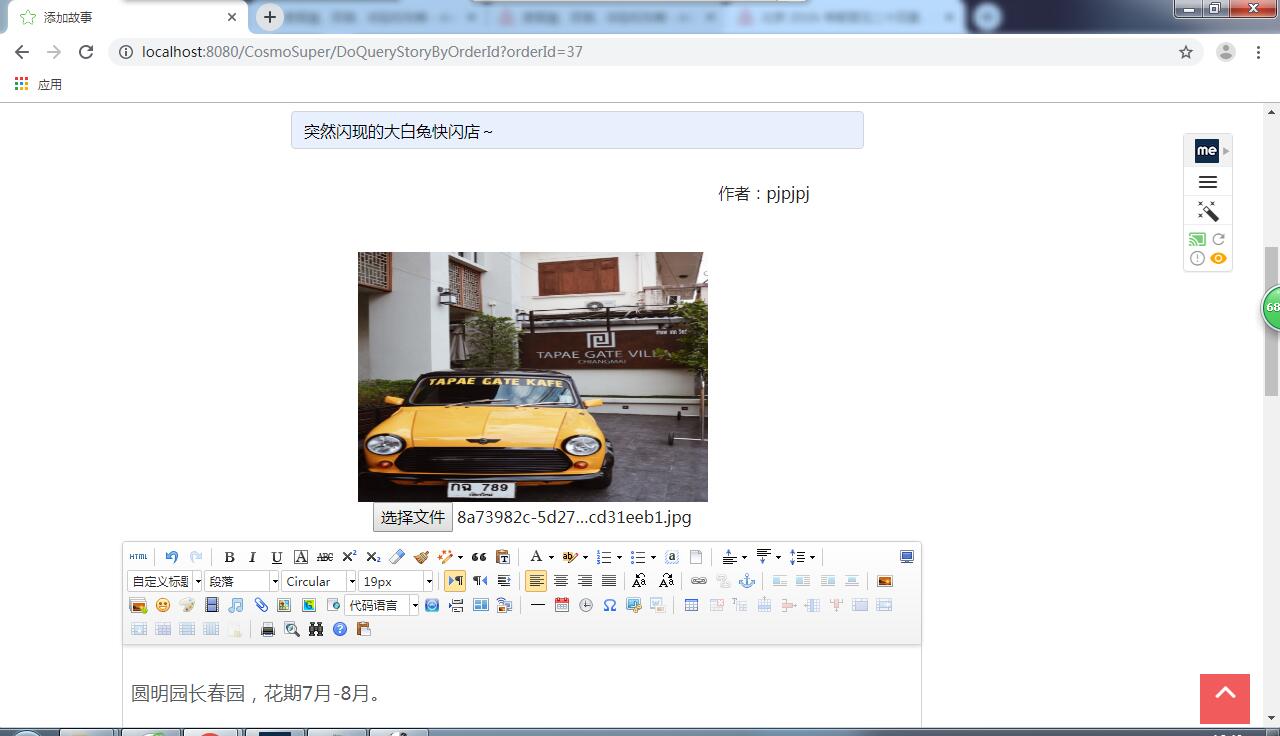 添加故事
localhost:8080/CosmoSuper/DoQueryStoryByOrderId?orderId=37
应用
突然闪现的大白兔快闪店～
me
作者：pjpjpj
68
TAPAE GATE VILL
CHIANGMAI
TAPAE GATE KAFE
กฉ 789
选择文件 8a73982c-5d27...cd31eeb1.jpg
HTML B I U A ABC X² X₂
自定义标题 段落 Circular 19px
代码语言
圆明园长春园，花期7月-8月。